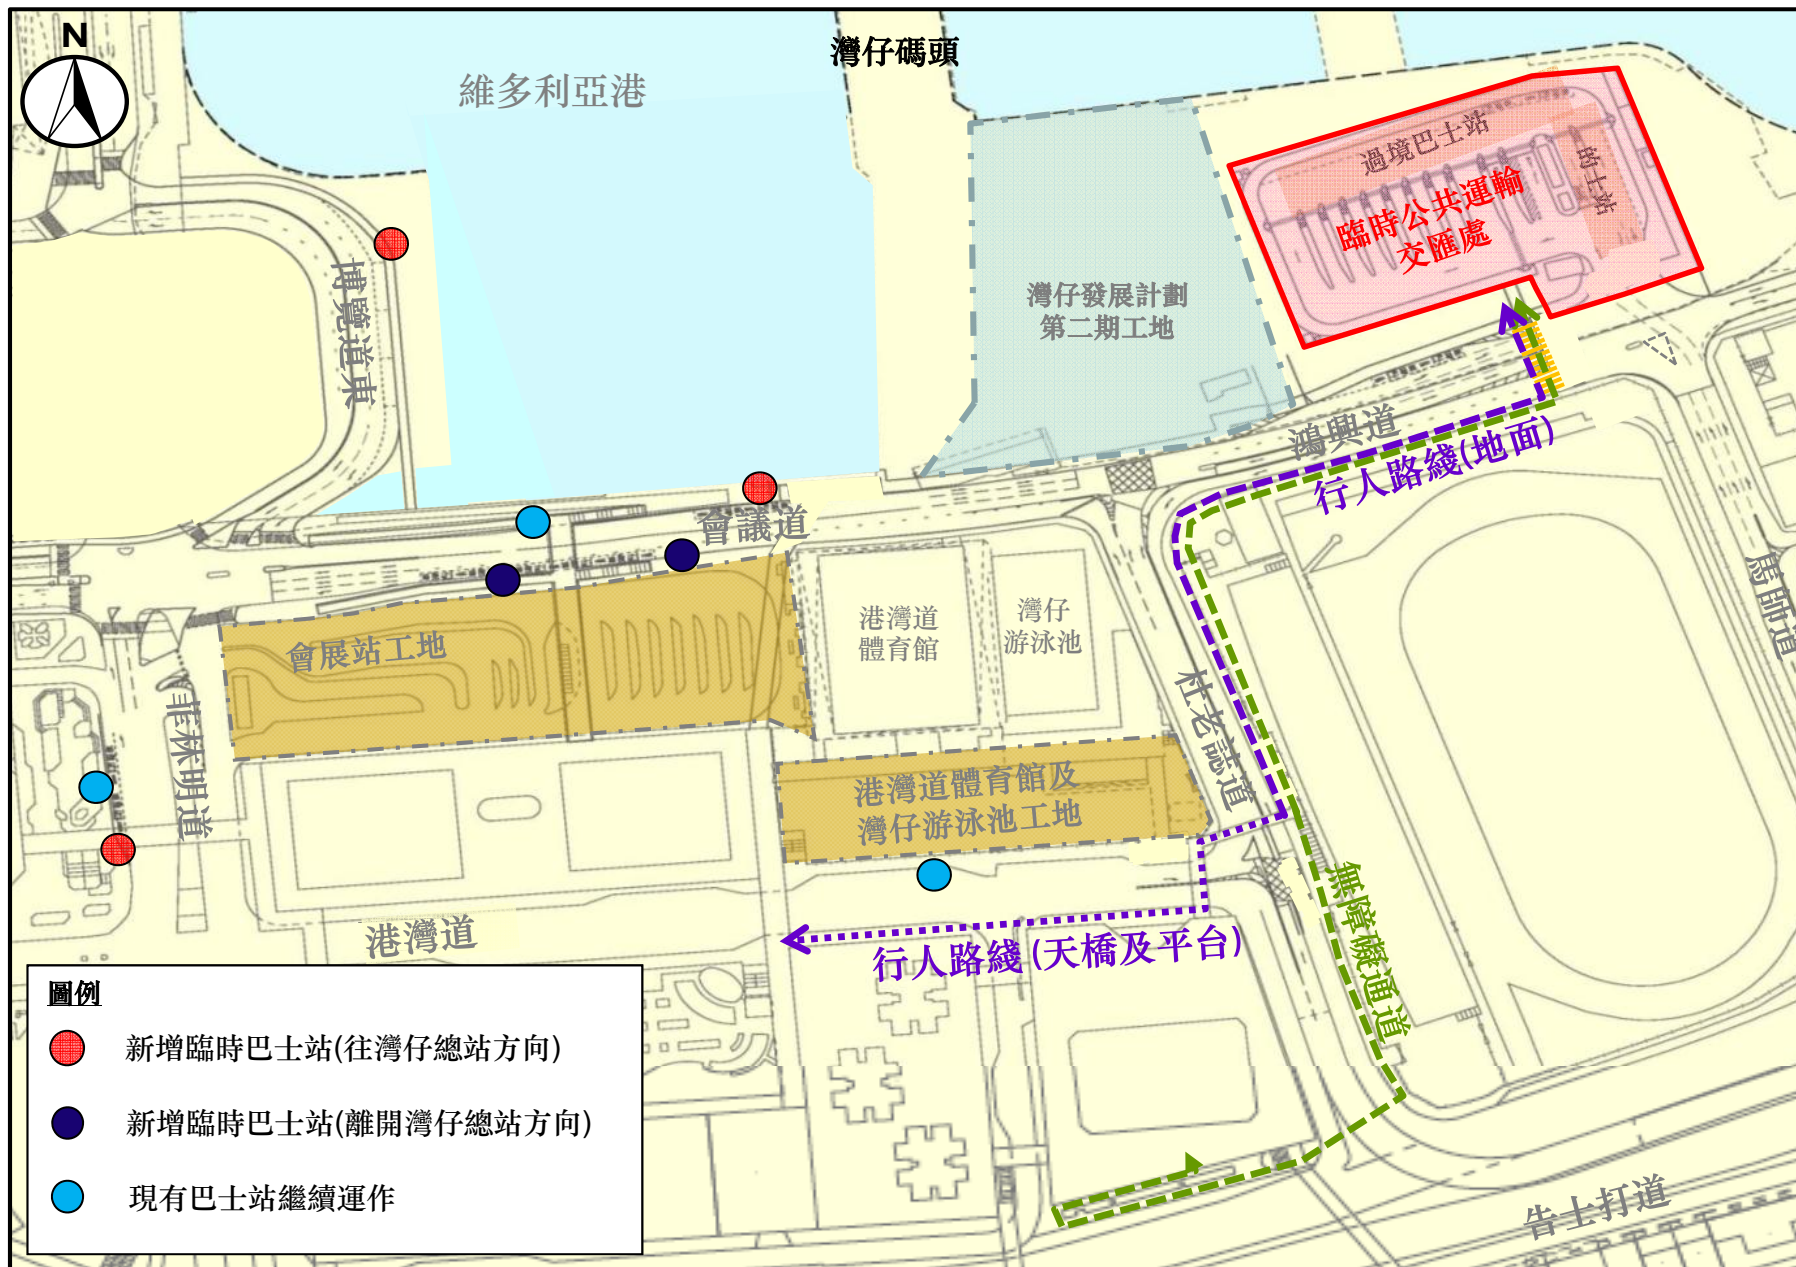 N
灣仔碼頭
維多利亞港
過境巴士站
的士站
臨時公共運輸
交匯處
博覽道東
灣仔發展計劃
第二期工地
鴻興道
行人路綫(地面)
會議道
馬師道
港灣道
體育館
灣仔
游泳池
會展站工地
菲林明道
杜老誌道
港灣道體育館及
灣仔游泳池工地
無障礙通道
港灣道
行人路綫(天橋及平台)
告士打道
圖例
新增臨時巴士站(往灣仔總站方向)
新增臨時巴士站(離開灣仔總站方向)
現有巴士站繼續運作